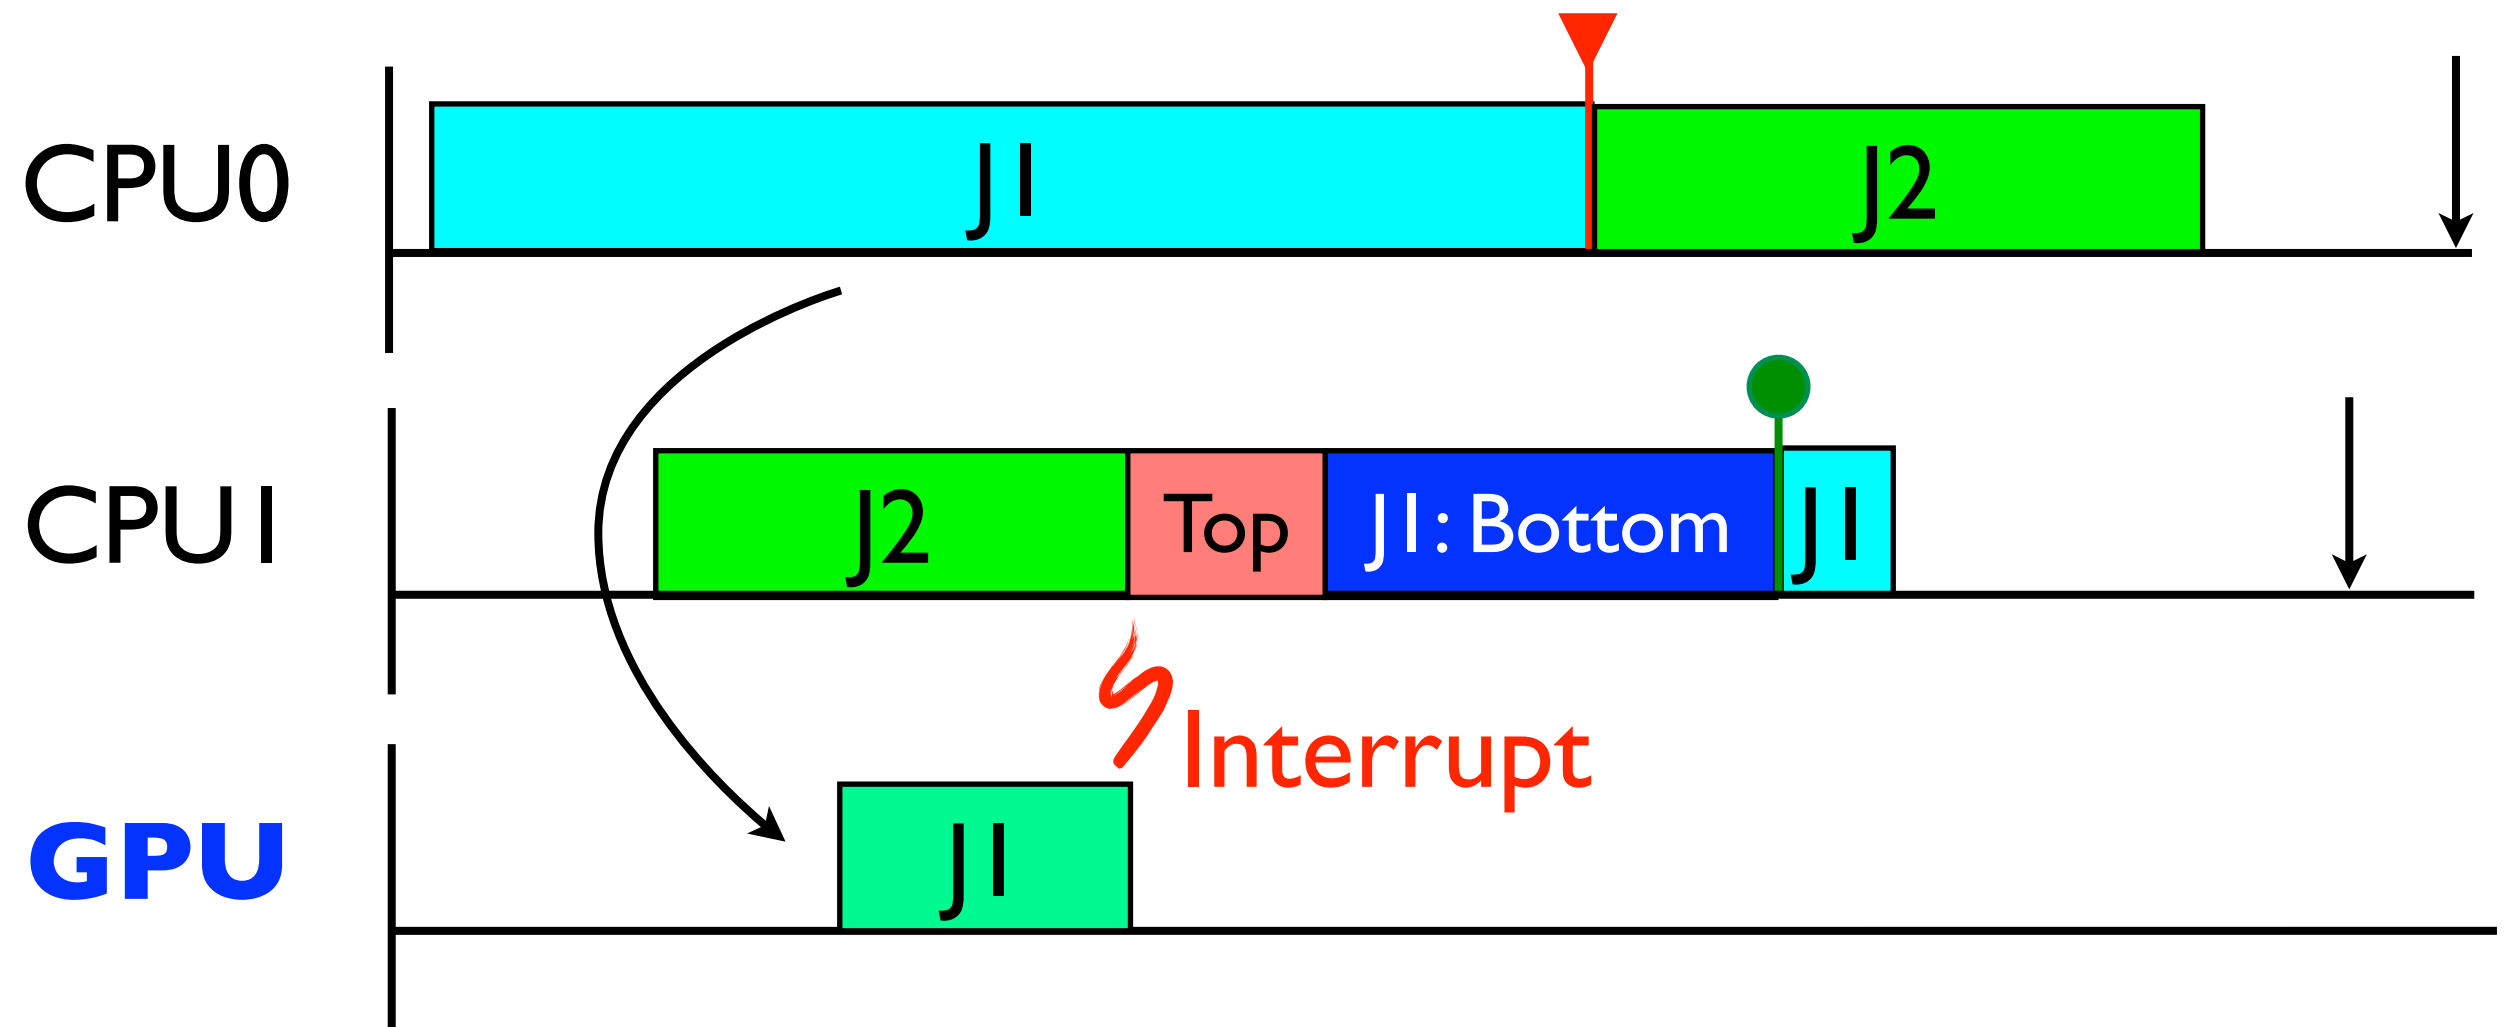 CPU0
J1
J2
CPU1
J2
Top
J1: Bottom
J1
Interrupt
GPU
J1